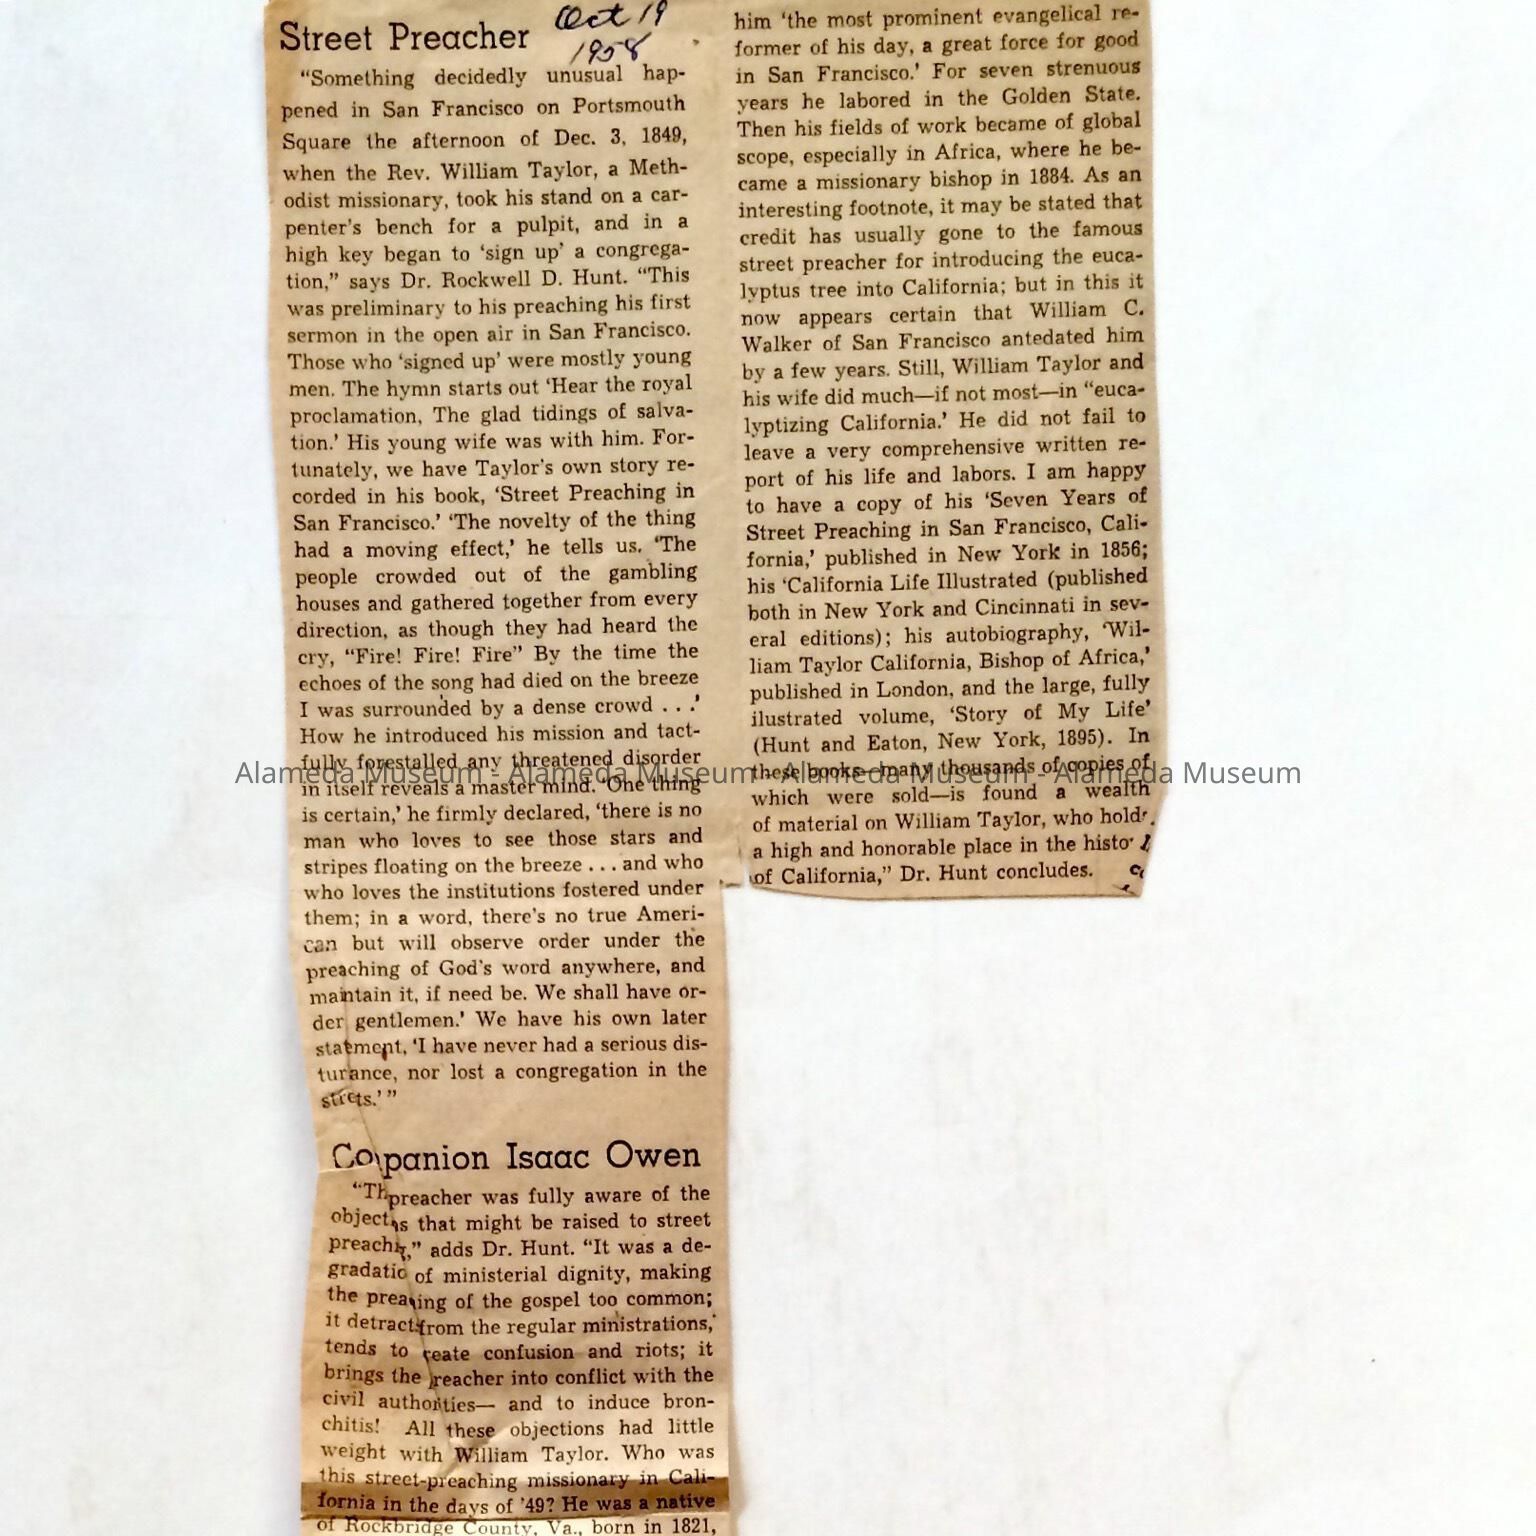 Street Preacher
Oct 19
1958
“Something decidedly unusual hap-
pened in San Francisco on Portsmouth
Square the afternoon of Dec. 3, 1849,
when the Rev. William Taylor, a Meth-
odist missionary, took his stand on a car-
penter’s bench for a pulpit, and in a
high key began to ‘sign up’ a congrega-
tion,” says Dr. Rockwell D. Hunt. “This
was preliminary to his preaching his first
sermon in the open air in San Francisco.
Those who ‘signed up’ were mostly young
men. The hymn starts out ‘Hear the royal
proclamation, The glad tidings of salva-
tion.’ His young wife was with him. For-
tunately, we have Taylor’s own story re-
corded in his book, ‘Street Preaching in
San Francisco.’ ‘The novelty of the thing
had a moving effect,’ he tells us. ‘The
people crowded out of the gambling
houses and gathered together from every
direction, as though they had heard the
cry, “Fire! Fire! Fire” By the time the
echoes of the song had died on the breeze
I was surrounded by a dense crowd . . .’
How he introduced his mission and tact-
fully forestalled any threatened disorder
in itself reveals a master mind. ‘One thing
is certain,’ he firmly declared, ‘there is no
man who loves to see those stars and
stripes floating on the breeze . . . and who
who loves the institutions fostered under
them; in a word, there’s no true Ameri-
can but will observe order under the
preaching of God’s word anywhere, and
maintain it, if need be. We shall have or-
der gentlemen.’ We have his own later
statment, ‘I have never had a serious dis-
turance, nor lost a congregation in the
strets.’ ”
Co panion Isaac Owen
“Th preacher was fully aware of the
object ns that might be raised to street
preachi g,” adds Dr. Hunt. “It was a de-
gradatio of ministerial dignity, making
the prea ing of the gospel too common;
it detracts from the regular ministrations,
tends to reate confusion and riots; it
brings the preacher into conflict with the
civil authorities— and to induce bron-
chitis! All these objections had little
weight with William Taylor. Who was
this street-preaching missionary in Cali-
fornia in the days of ’49? He was a native
of Rockbridge County, Va., born in 1821,
him ‘the most prominent evangelical re-
former of his day, a great force for good
in San Francisco.’ For seven strenuous
years he labored in the Golden State.
Then his fields of work became of global
scope, especially in Africa, where he be-
came a missionary bishop in 1884. As an
interesting footnote, it may be stated that
credit has usually gone to the famous
street preacher for introducing the euca-
lyptus tree into California; but in this it
now appears certain that William C.
Walker of San Francisco antedated him
by a few years. Still, William Taylor and
his wife did much—if not most—in “euca-
lyptizing California.’ He did not fail to
leave a very comprehensive written re-
port of his life and labors. I am happy
to have a copy of his ‘Seven Years of
Street Preaching in San Francisco, Cali-
fornia,’ published in New York in 1856;
his ‘California Life Illustrated (published
both in New York and Cincinnati in sev-
eral editions); his autobiography, ‘Wil-
liam Taylor California, Bishop of Africa,’
published in London, and the large, fully
ilustrated volume, ‘Story of My Life’
(Hunt and Eaton, New York, 1895). In
these books—many thousands of copies of
which were sold—is found a wealth
of material on William Taylor, who holds
a high and honorable place in the histo
of California,” Dr. Hunt concludes.
Alameda Museum - Alameda Museum - Alameda Museum - Alameda Museum